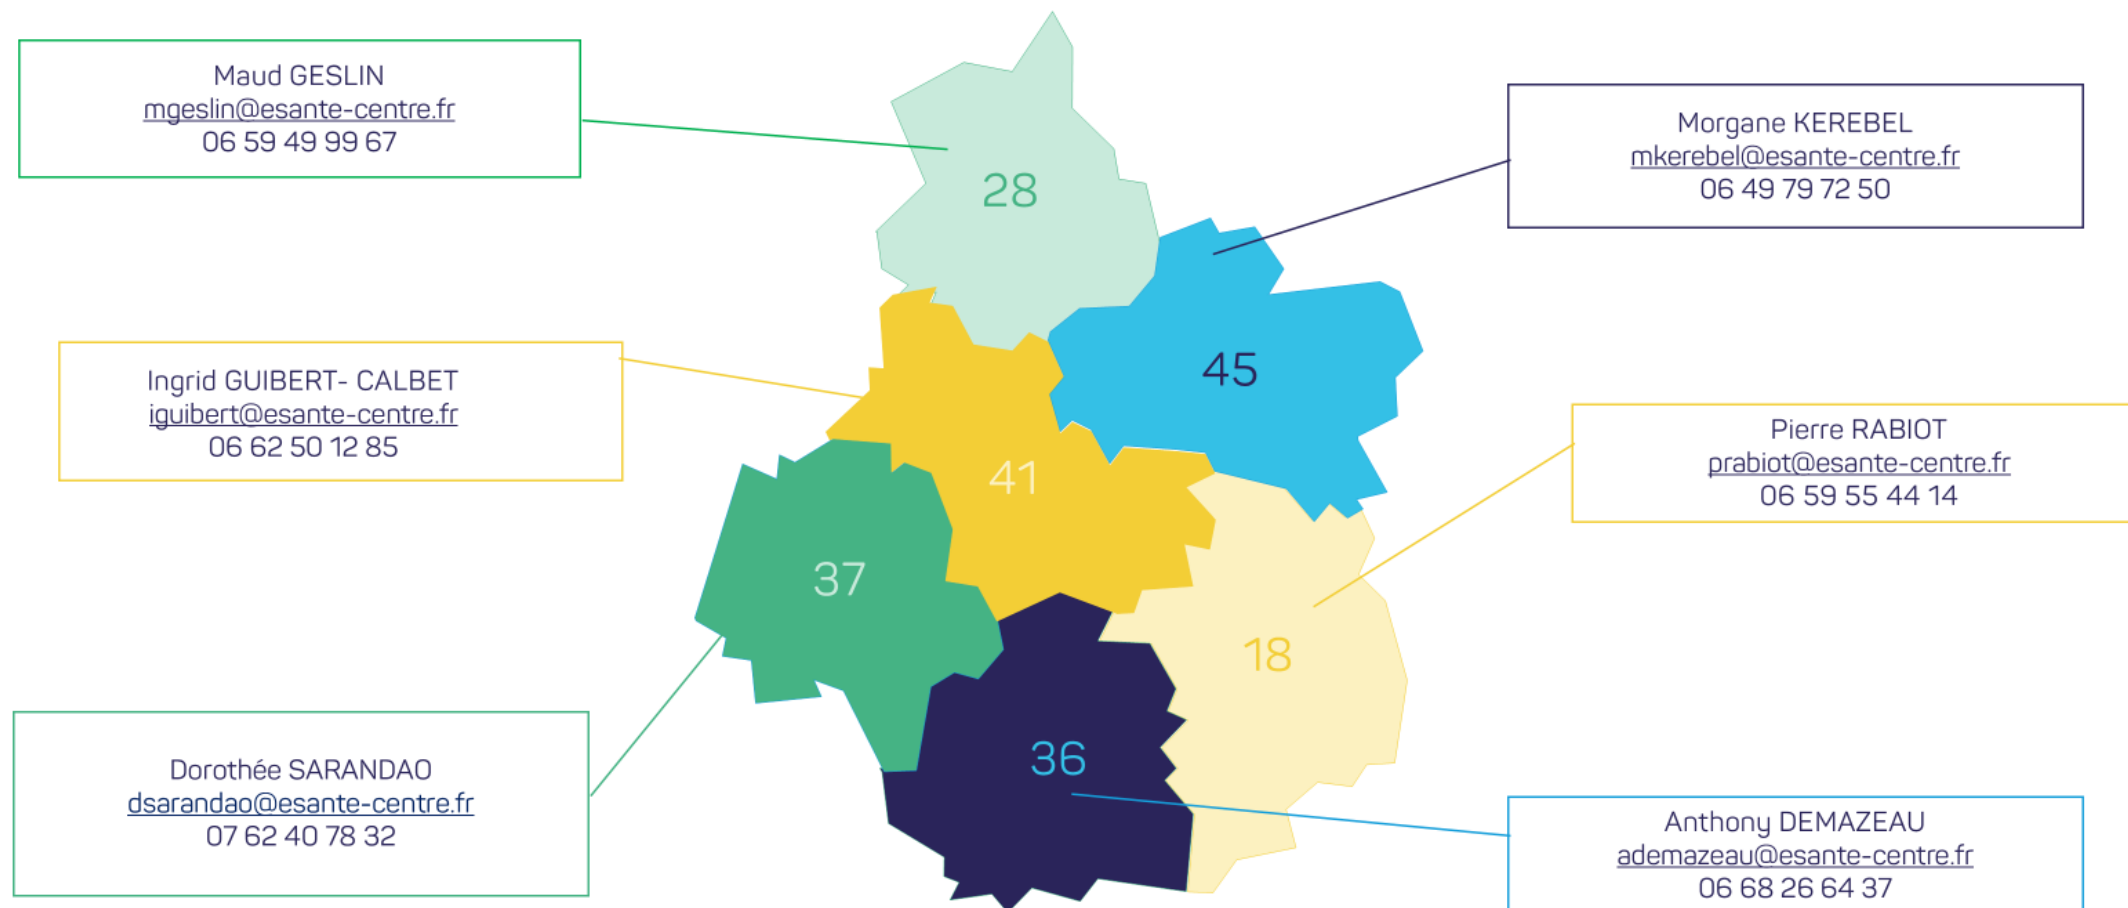 Maud GESLIN
mgeslin@esante-centre.fr
06 59 49 99 67
Morgane KEREBEL
mkerebel@esante-centre.fr
06 49 79 72 50
28
45
Ingrid GUIBERT- CALBET
iguibert@esante-centre.fr
06 62 50 12 85
Pierre RABIOT
prabiot@esante-centre.fr
06 59 55 44 14
41
37
18
36
Dorothée SARANDAO
dsarandao@esante-centre.fr
07 62 40 78 32
Anthony DEMAZEAU
ademazeau@esante-centre.fr
06 68 26 64 37